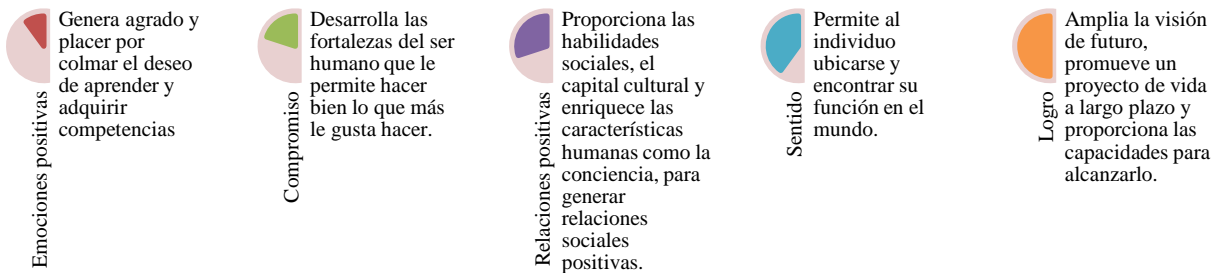 Emociones positivas
Genera agrado y
placer por
colmar el deseo
de aprender y
adquirir
competencias
Compromiso
Desarrolla las
fortalezas del ser
humano que le
permite hacer
bien lo que más
le gusta hacer.
Relaciones positivas
Proporciona las
habilidades
sociales, el
capital cultural y
enriquece las
características
humanas como la
conciencia, para
generar
relaciones
sociales
positivas.
Sentido
Permite al
individuo
ubicarse y
encontrar su
función en el
mundo.
Logro
Amplia la visión
de futuro,
promueve un
proyecto de vida
a largo plazo y
proporciona las
capacidades para
alcanzarlo.